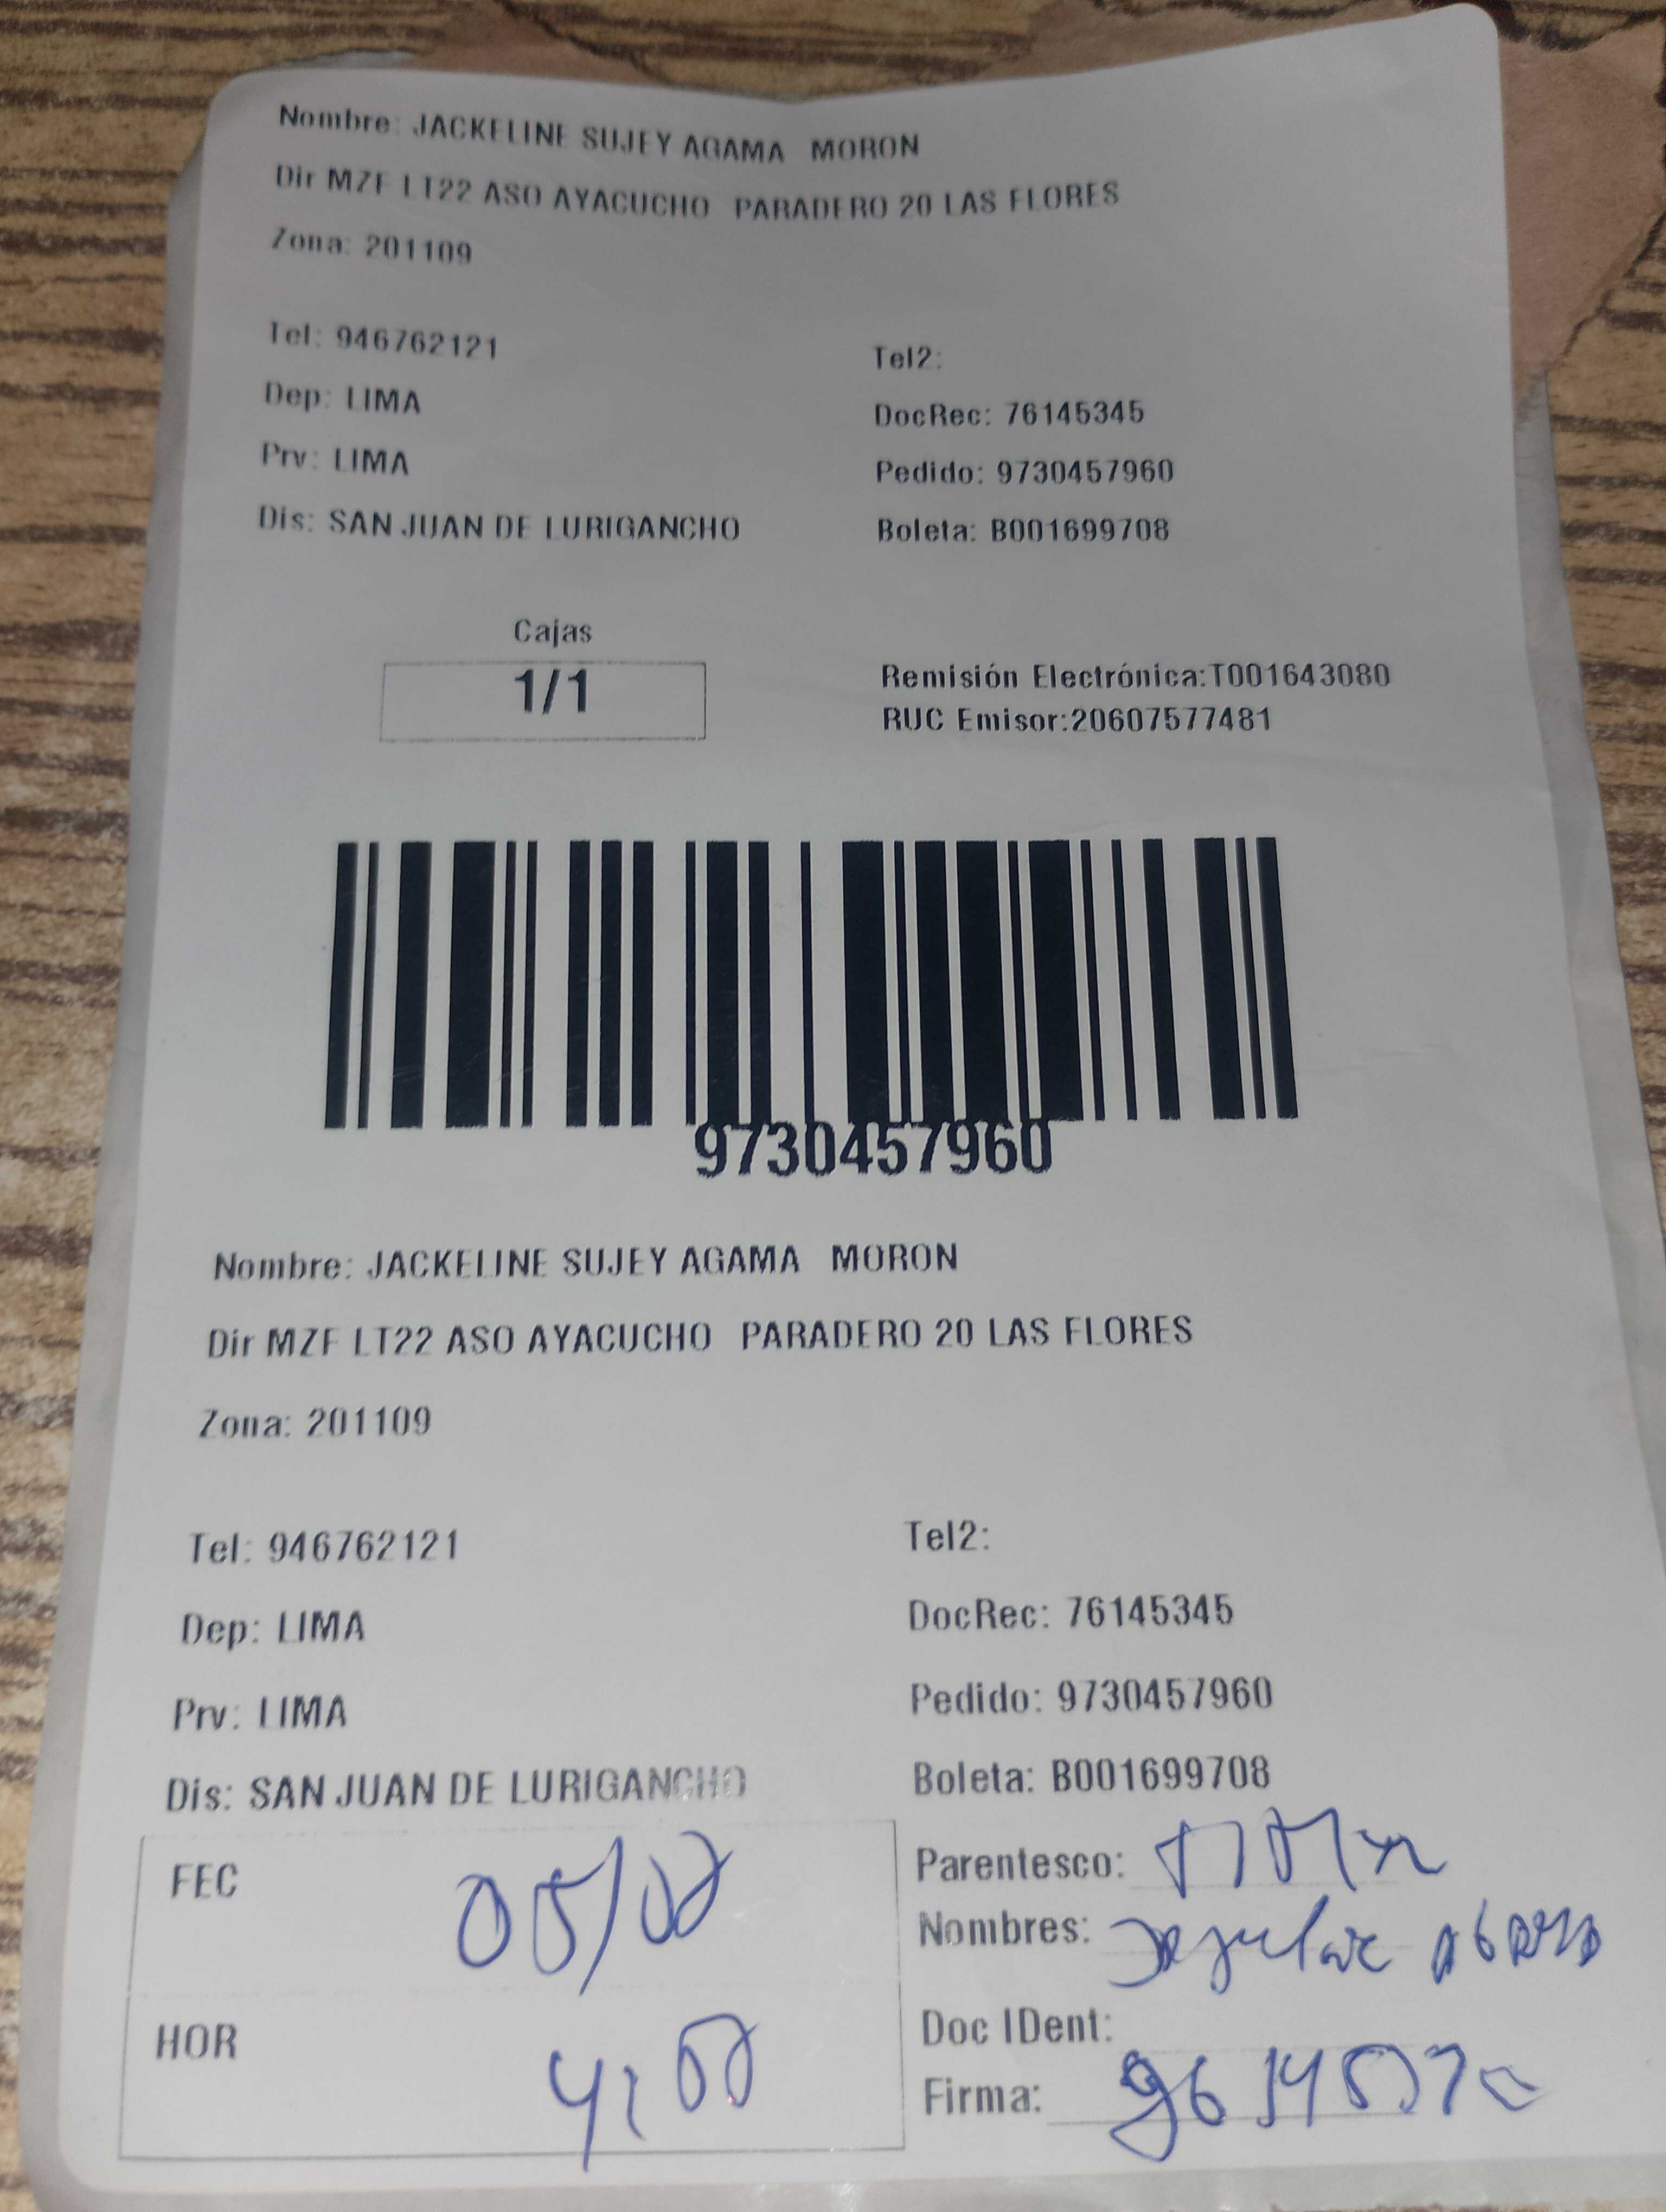 Nombre: JACKELINE SUJEY AGAMA MORON
Dir MZF LT22 ASO AYACUCHO PARADERO 20 LAS FLORES
Zona: 201109
Tel: 946762121
Tel2:
Dep: LIMA
DocRec: 76145345
Prv: LIMA
Pedido: 9730457960
Dis: SAN JUAN DE LURIGANCHO
Boleta: B001699708
Cajas
1/1
Remisión Electrónica:T001643080
RUC Emisor:20607577481
9730457960
Nombre: JACKELINE SUJEY AGAMA MORON
Dir MZF LT22 ASO AYACUCHO PARADERO 20 LAS FLORES
Zona: 201109
Tel: 946762121
Tel2:
Dep: LIMA
DocRec: 76145345
Prv: LIMA
Pedido: 9730457960
Dis: SAN JUAN DE LURIGANCHO
Boleta: B001699708
FEC
Parentesco:
Nombres:
HOR
Doc IDent:
Firma: